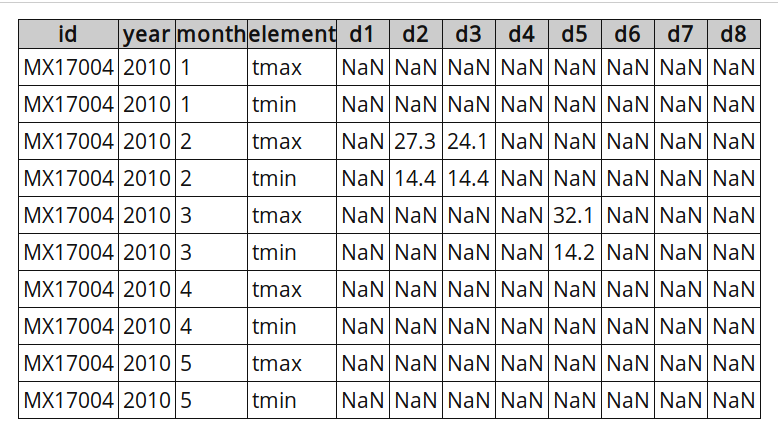 id year month element d1 d2 d3 d4 d5 d6 d7 d8
MX17004 2010 1 tmax NaN NaN NaN NaN NaN NaN NaN NaN
MX17004 2010 1 tmin NaN NaN NaN NaN NaN NaN NaN NaN
MX17004 2010 2 tmax NaN 27.3 24.1 NaN NaN NaN NaN NaN
MX17004 2010 2 tmin NaN 14.4 14.4 NaN NaN NaN NaN NaN
MX17004 2010 3 tmax NaN NaN NaN NaN 32.1 NaN NaN NaN
MX17004 2010 3 tmin NaN NaN NaN NaN 14.2 NaN NaN NaN
MX17004 2010 4 tmax NaN NaN NaN NaN NaN NaN NaN NaN
MX17004 2010 4 tmin NaN NaN NaN NaN NaN NaN NaN NaN
MX17004 2010 5 tmax NaN NaN NaN NaN NaN NaN NaN NaN
MX17004 2010 5 tmin NaN NaN NaN NaN NaN NaN NaN NaN